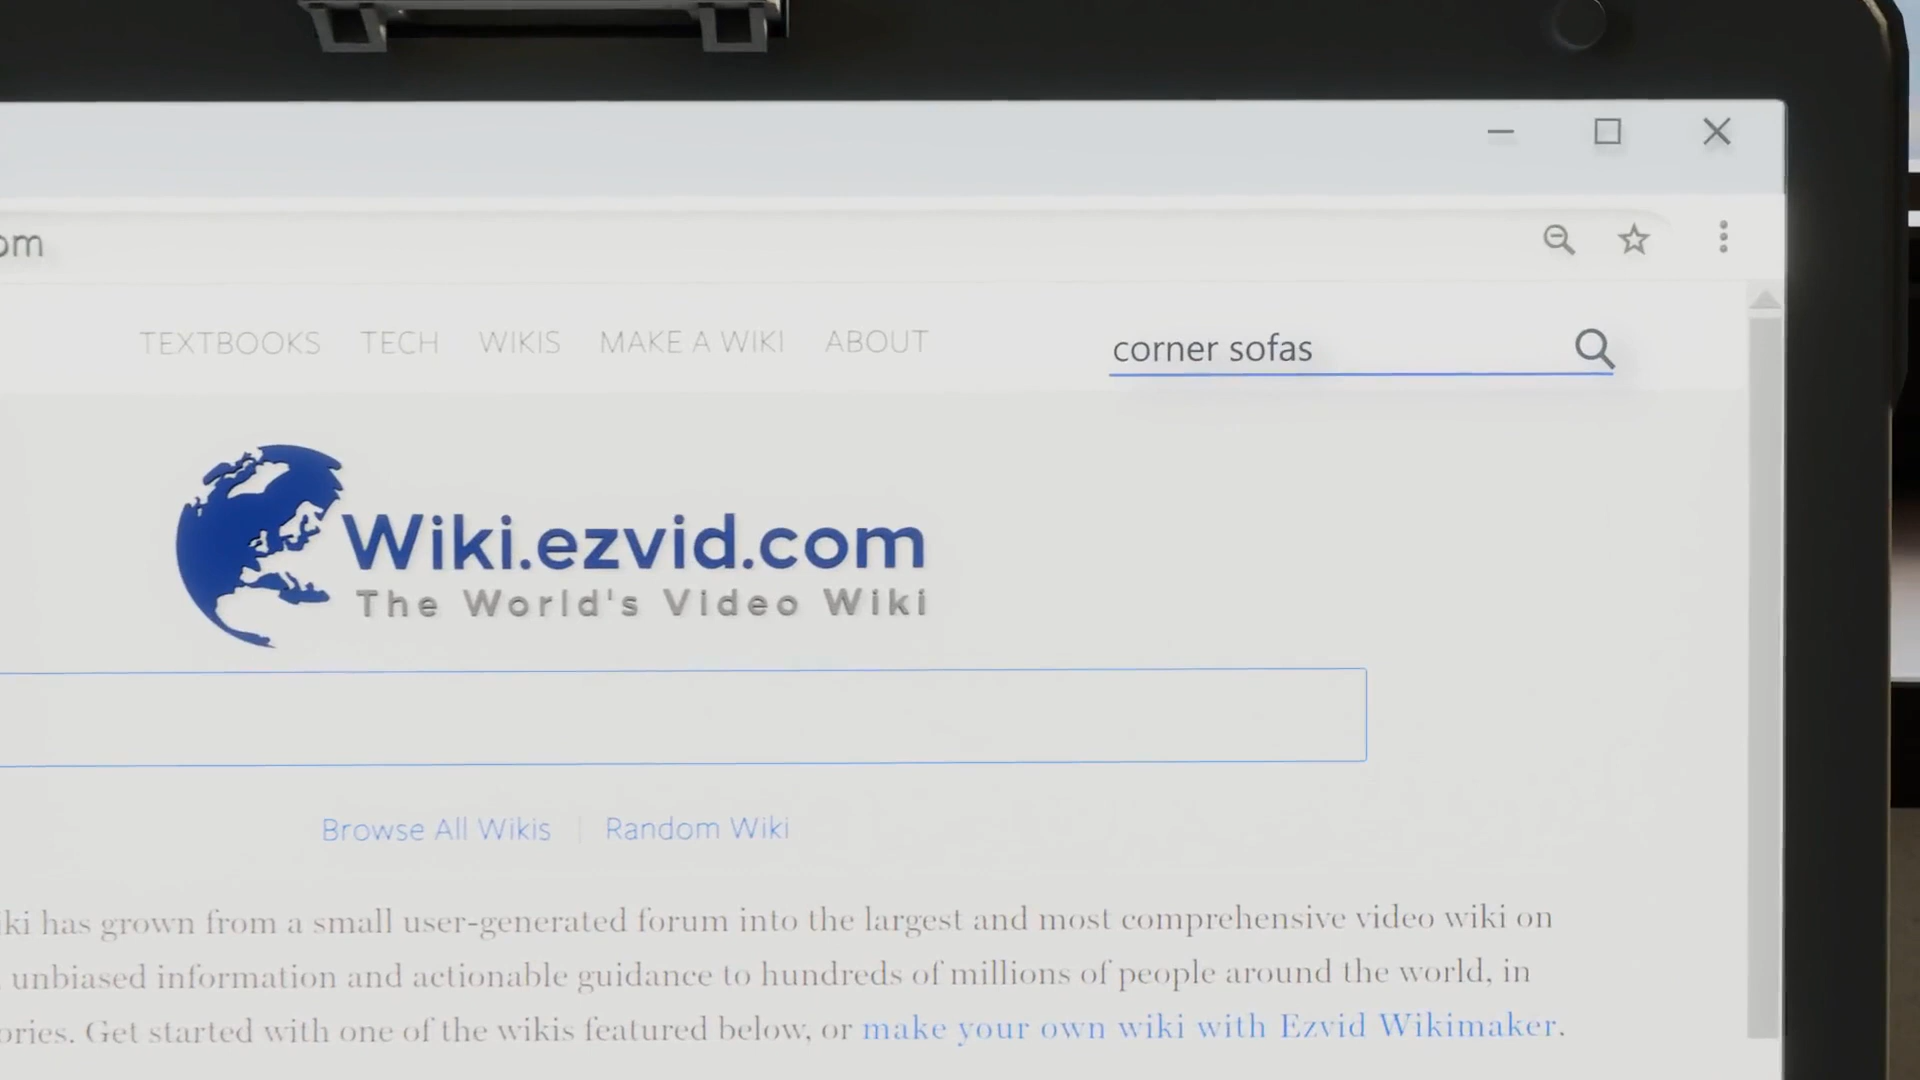 om
TEXTBOOKS TECH WIKIS MAKE A WIKI ABOUT
corner sofas
Wiki.ezvid.com
The World's Video Wiki
Browse All Wikis | Random Wiki
ki has grown from a small user-generated forum into the largest and most comprehensive video wiki on
unbiased information and actionable guidance to hundreds of millions of people around the world, in
ories. Get started with one of the wikis featured below, or make your own wiki with Ezvid Wikimaker.